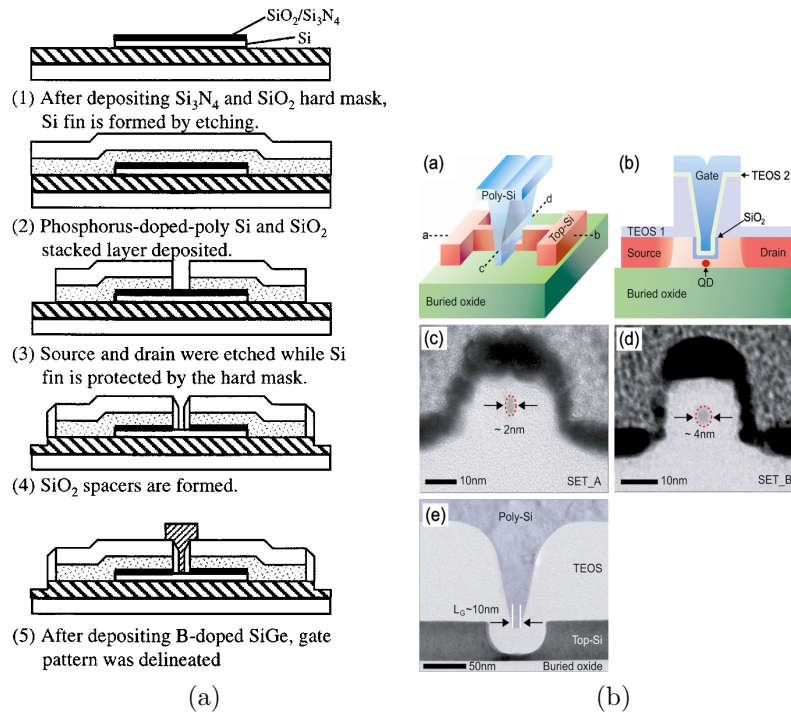 SiO₂/Si₃N₄
Si
(1) After depositing Si₃N₄ and SiO₂ hard mask,
Si fin is formed by etching.
(2) Phosphorus-doped-poly Si and SiO₂
stacked layer deposited.
(3) Source and drain were etched while Si
fin is protected by the hard mask.
(4) SiO₂ spacers are formed.
(5) After depositing B-doped SiGe, gate
pattern was delineated
(a)
(a)
Poly-Si
d
Top-Si
a
b
c
Buried oxide
(b)
Gate
TEOS 2
SiO₂
TEOS 1
Source
Drain
QD
Buried oxide
(c)
~ 2nm
10nm
SET_A
(d)
~ 4nm
10nm
SET_B
(e)
Poly-Si
TEOS
L_G~10nm
Top-Si
50nm
Buried oxide
(b)